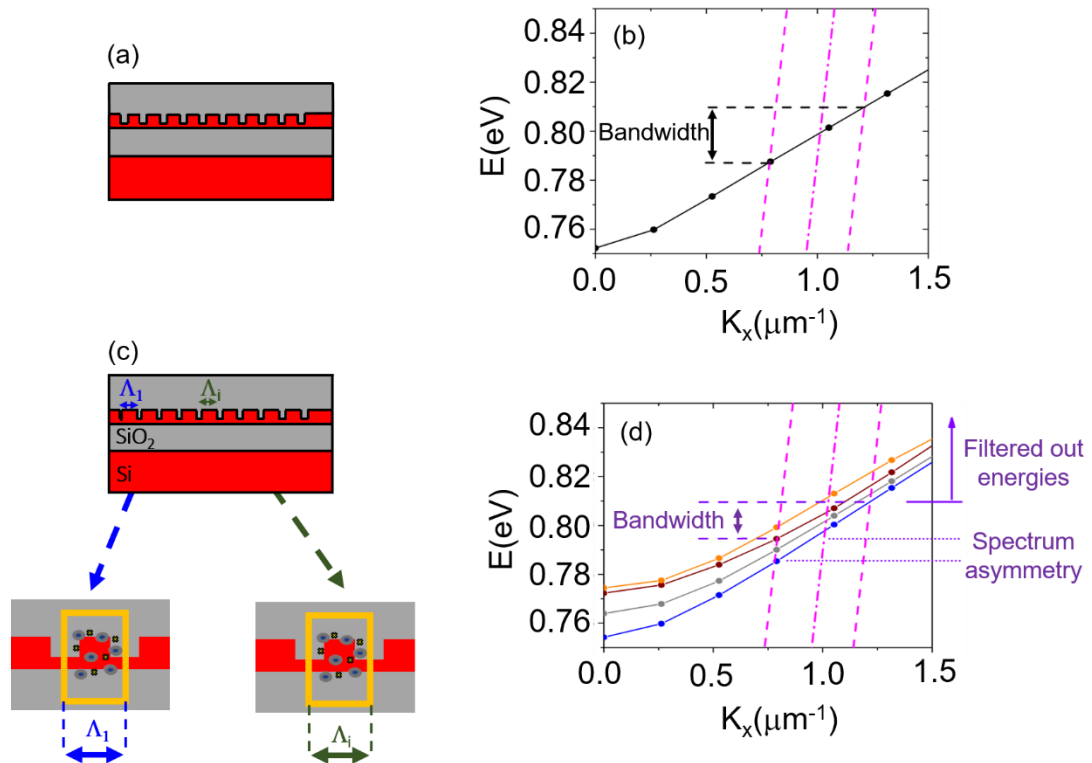 (a)
(b)
E(eV)
0.84
0.82
0.80
0.78
0.76
Bandwidth
0.0
0.5
1.0
1.5
Kₓ(μm⁻¹)
(c)
Λ₁
Λᵢ
SiO₂
Si
Λ₁
Λᵢ
(d)
E(eV)
0.84
0.82
0.80
0.78
0.76
Bandwidth
Filtered out
energies
Spectrum
asymmetry
0.0
0.5
1.0
1.5
Kₓ(μm⁻¹)